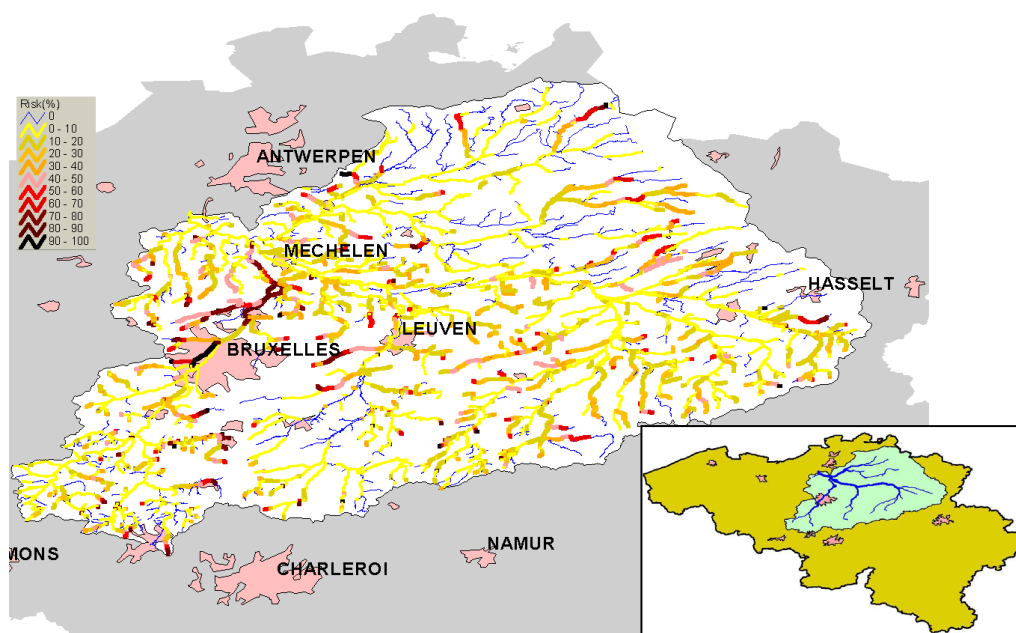 Risk(%)
0
0 - 10
10 - 20
20 - 30
30 - 40
40 - 50
50 - 60
60 - 70
70 - 80
80 - 90
90 - 100
ANTWERPEN
MECHELEN
HASSELT
LEUVEN
BRUXELLES
NAMUR
MONS
CHARLEROI